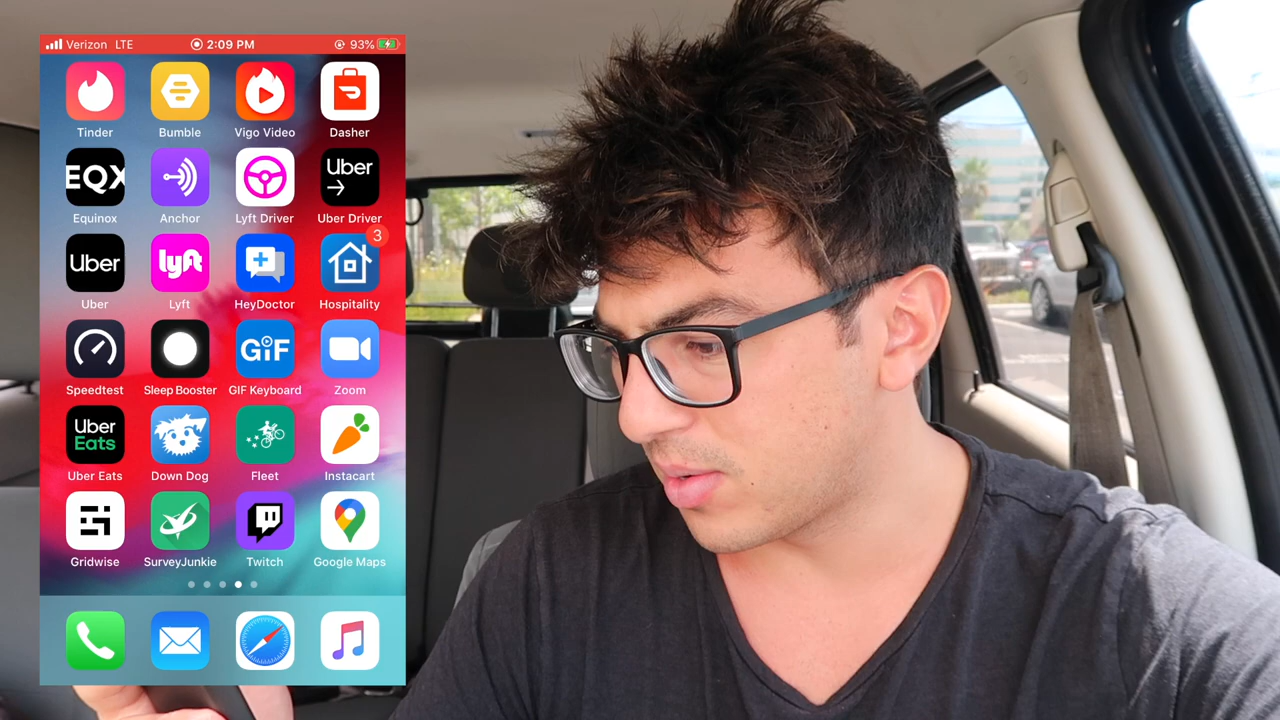 Verizon LTE 2:09 PM 93%
Tinder Bumble Vigo Video Dasher
EQX Uber
Equinox Anchor Lyft Driver Uber Driver
3
Uber lyft
Uber Lyft HeyDoctor Hospitality
GIF
Speedtest Sleep Booster GIF Keyboard Zoom
Uber
Eats
Uber Eats Down Dog Fleet Instacart
Gridwise SurveyJunkie Twitch Google Maps